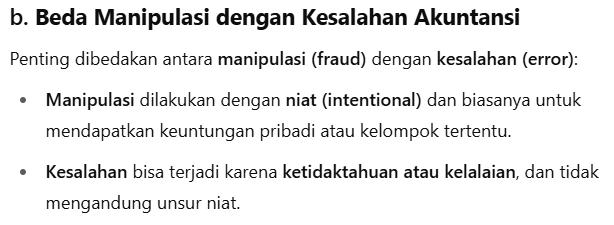 b. Beda Manipulasi dengan Kesalahan Akuntansi
Penting dibedakan antara manipulasi (fraud) dengan kesalahan (error):
• Manipulasi dilakukan dengan niat (intentional) dan biasanya untuk
mendapatkan keuntungan pribadi atau kelompok tertentu.
• Kesalahan bisa terjadi karena ketidaktahuan atau kelalaian, dan tidak
mengandung unsur niat.